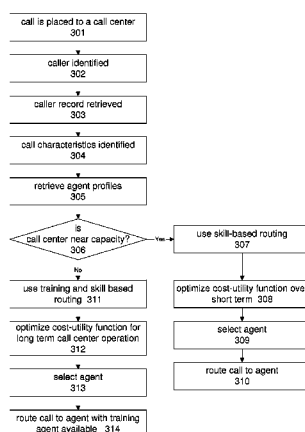 call is placed to a call center
301
caller identified
302
caller record retrieved
303
call characteristics identified
304
retrieve agent profiles
305
is
call center near capacity?
306
Yes
No
use skill-based routing
307
optimize cost-utility function over
short term 308
select agent
309
route call to agent
310
use training and skill based
routing 311
optimize cost-utility function for
long term call center operation
312
select agent
313
route call to agent with training
agent available 314